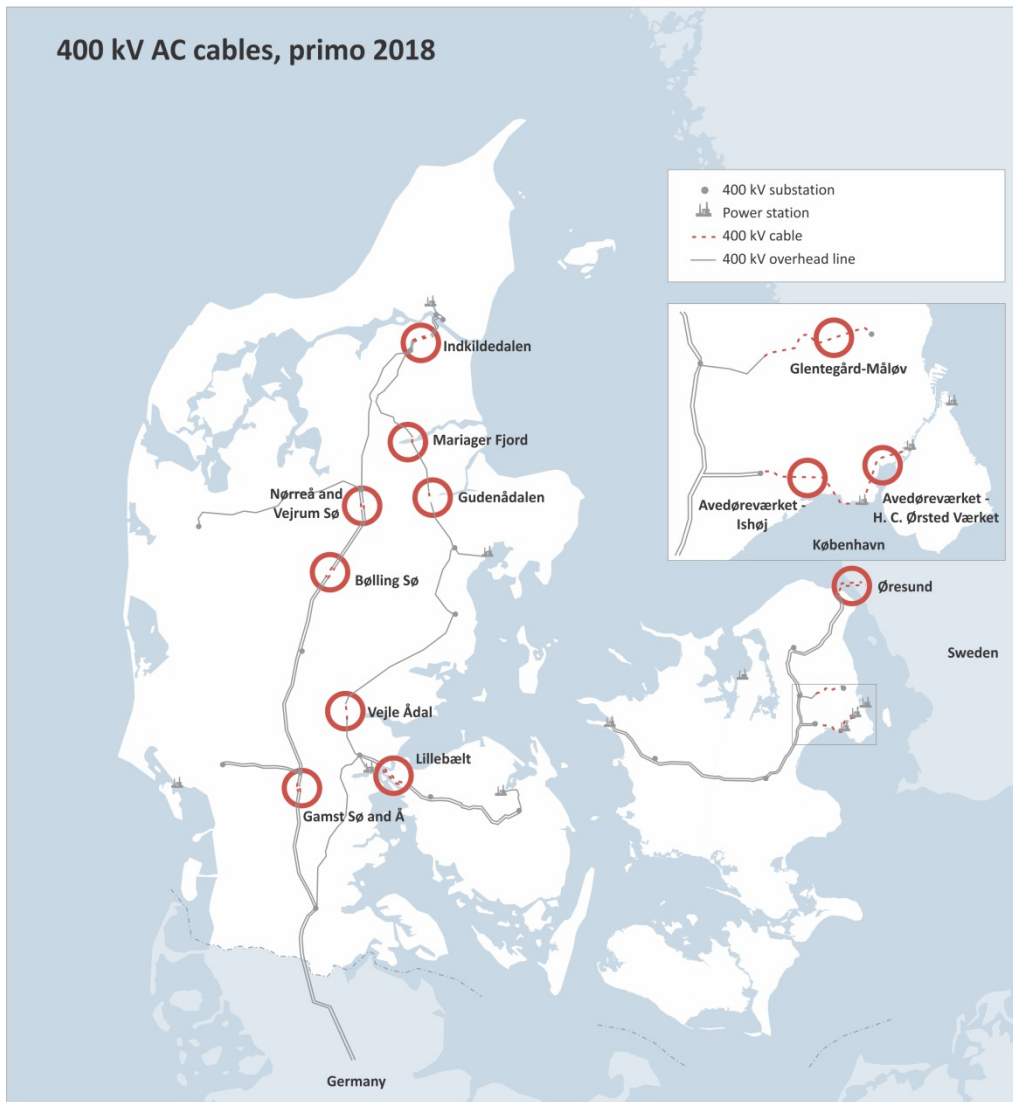 400 kV AC cables, primo 2018
400 kV substation
Power station
400 kV cable
400 kV overhead line
Indkildedalen
Glentegård-Måløv
Mariager Fjord
Nørreå and
Vejrum Sø
Gudenådalen
Avedøreværket -
Ishøj
Avedøreværket -
H. C. Ørsted Værket
København
Bølling Sø
Øresund
Sweden
Vejle Ådal
Lillebælt
Gamst Sø and Å
Germany